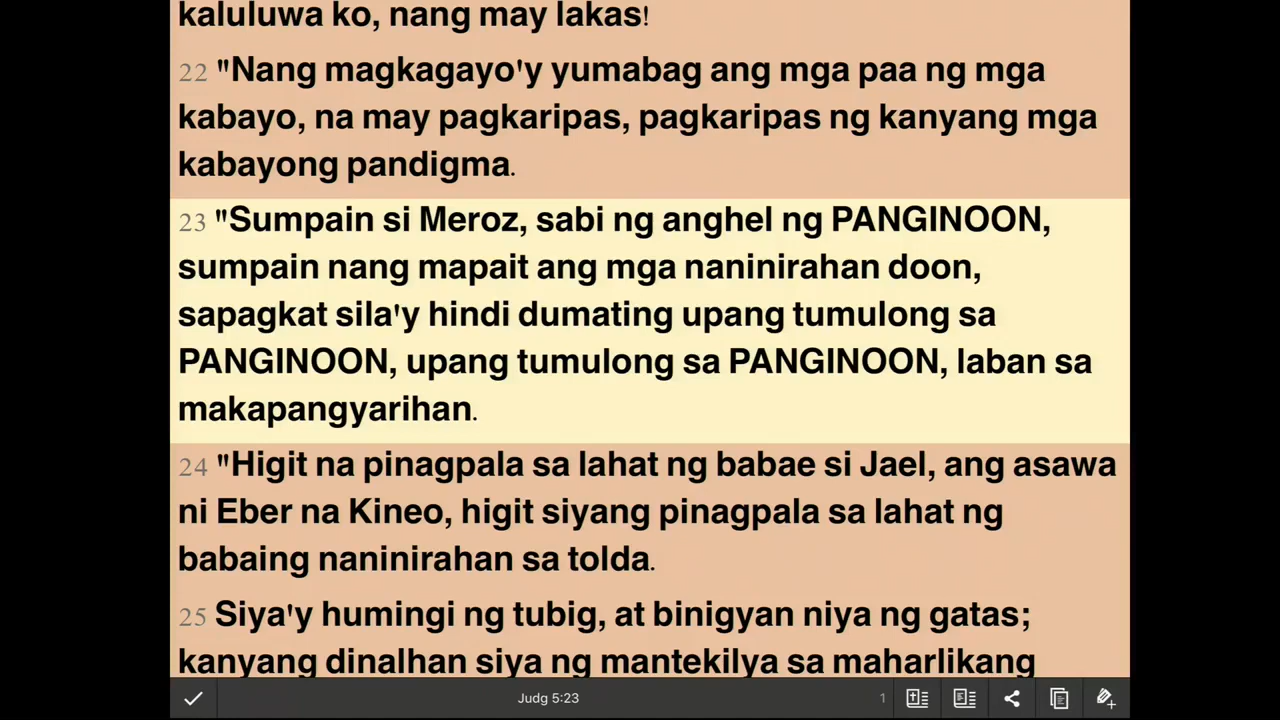 kaluluwa ko, nang may lakas!
22 "Nang magkagayo'y yumabag ang mga paa ng mga
kabayo, na may pagkaripas, pagkaripas ng kanyang mga
kabayong pandigma.
23 "Sumpain si Meroz, sabi ng anghel ng PANGINOON,
sumpain nang mapait ang mga naninirahan doon,
sapagkat sila'y hindi dumating upang tumulong sa
PANGINOON, upang tumulong sa PANGINOON, laban sa
makapangyarihan.
24 "Higit na pinagpala sa lahat ng babae si Jael, ang asawa
ni Eber na Kineo, higit siyang pinagpala sa lahat ng
babaing naninirahan sa tolda.
25 Siya'y humingi ng tubig, at binigyan niya ng gatas;
kanyang dinalhan siya ng mantekilya sa maharlikang
Judg 5:23 1